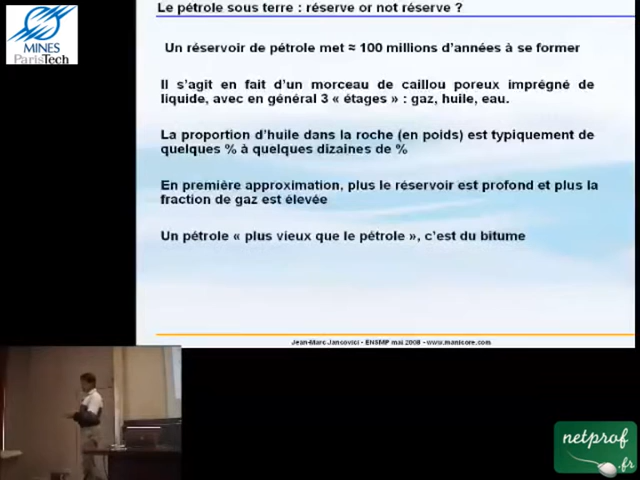 Le pétrole sous terre : réserve or not réserve ?
MINES
ParisTech
Un réservoir de pétrole met ≈ 100 millions d'années à se former
Il s'agit en fait d'un morceau de caillou poreux imprégné de
liquide, avec en général 3 « étages » : gaz, huile, eau.
La proportion d'huile dans la roche (en poids) est typiquement de
quelques % à quelques dizaines de %
En première approximation, plus le réservoir est profond et plus la
fraction de gaz est élevée
Un pétrole « plus vieux que le pétrole », c'est du bitume
Jean-Marc Jancovici - ENSMP mai 2008 - www.manicore.com
netprof
.fr